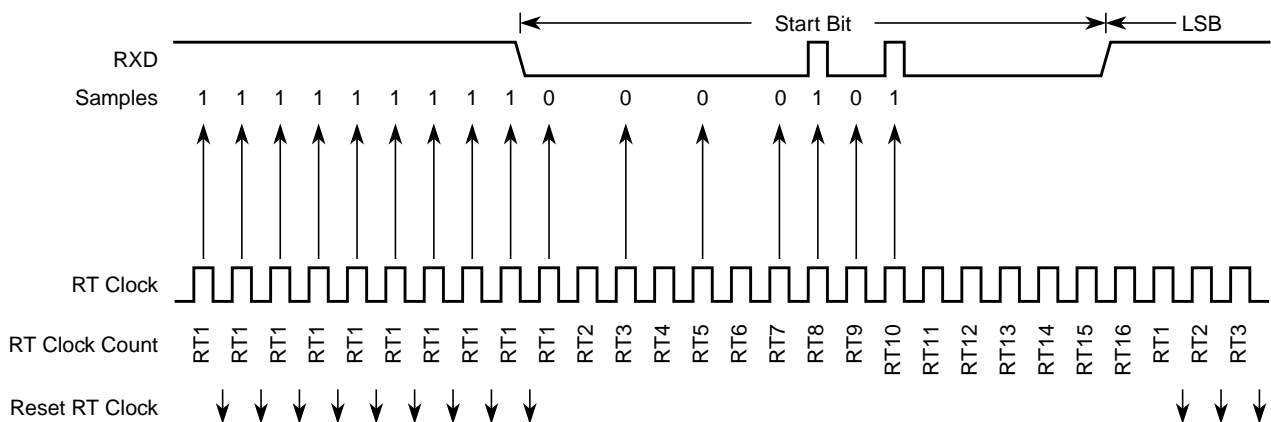 Start Bit LSB
RXD
Samples 1 1 1 1 1 1 1 1 1 0 0 0 0 1 0 1
RT Clock
RT Clock Count RT1 RT1 RT1 RT1 RT1 RT1 RT1 RT1 RT1 RT1 RT2 RT3 RT4 RT5 RT6 RT7 RT8 RT9 RT10 RT11 RT12 RT13 RT14 RT15 RT16 RT1 RT2 RT3
Reset RT Clock